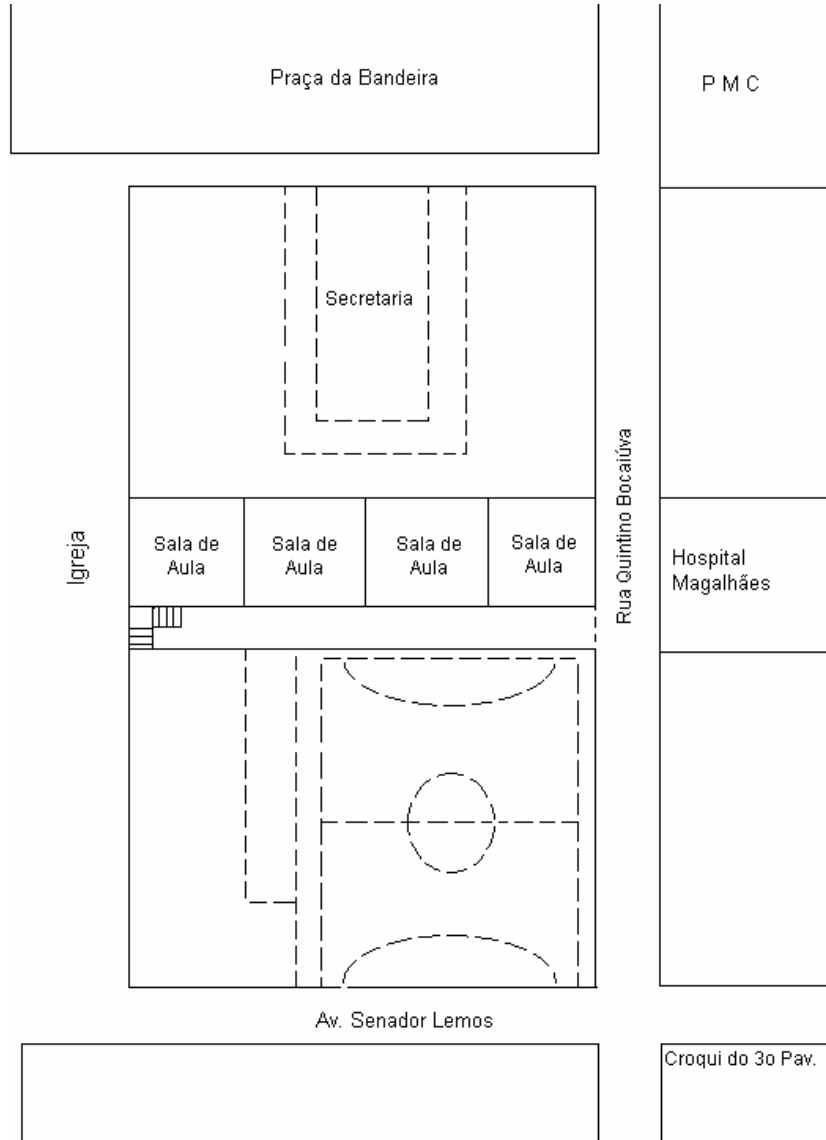 Praça da Bandeira
P M C
Secretaria
Rua Quintino Bocaiúva
Igreja
Sala de
Aula
Sala de
Aula
Sala de
Aula
Sala de
Aula
Hospital
Magalhães
Av. Senador Lemos
Croqui do 3o Pav.